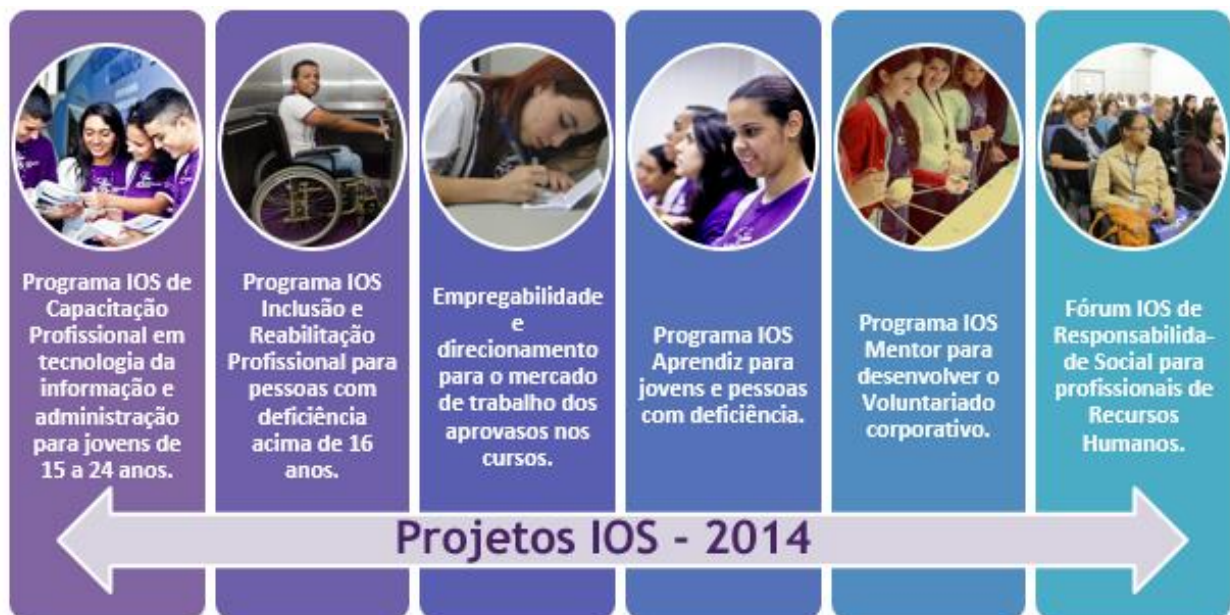 Programa IOS de
Capacitação
Profissional em
tecnologia da
informação e
administração
para jovens de
15 a 24 anos.
Programa IOS
Inclusão e
Reabilitação
Profissional para
pessoas com
deficiência
acima de 16
anos.
Empregabilidade
e
direcionamento
para o mercado
de trabalho dos
aprovasos nos
cursos.
Programa IOS
Aprendiz para
jovens e pessoas
com deficiência.
Programa IOS
Mentor para
desenvolver o
Voluntariado
corporativo.
Fórum IOS de
Responsabilida-
de Social para
profissionais de
Recursos
Humanos.
Projetos IOS - 2014